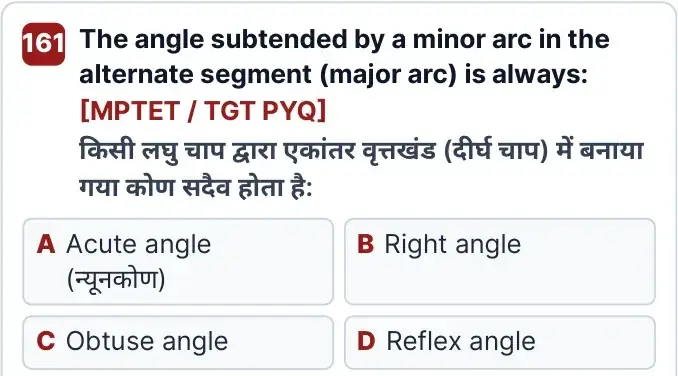 161 The angle subtended by a minor arc in the
alternate segment (major arc) is always:
[MPTET / TGT PYQ]
किसी लघु चाप द्वारा एकांतर वृत्तखंड (दीर्घ चाप) में बनाया
गया कोण सदैव होता है:
A Acute angle
(न्यूनकोण)
B Right angle
C Obtuse angle
D Reflex angle